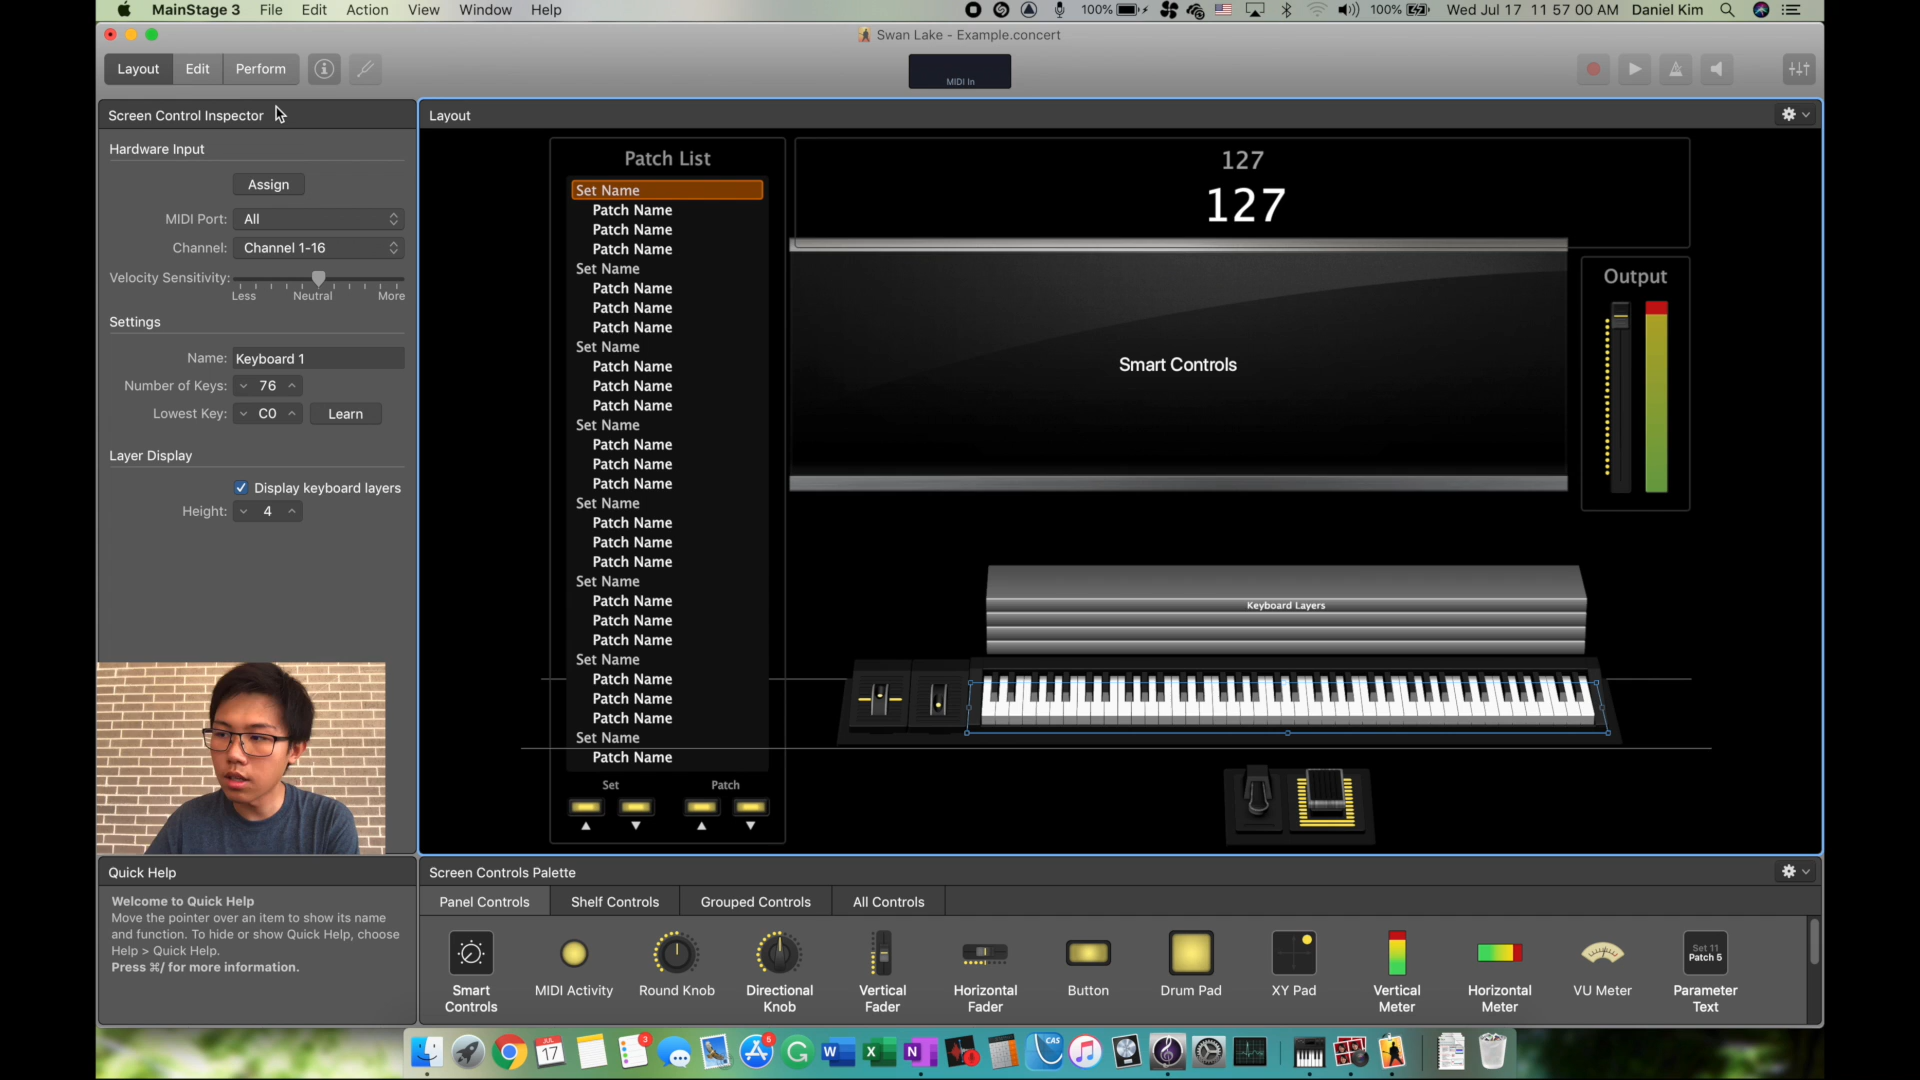 MainStage 3 File Edit Action View Window Help 100% 100% Wed Jul 17 11 57 00 AM Daniel Kim
Swan Lake - Example.concert
Layout Edit Perform
MIDI In
Screen Control Inspector
Hardware Input
Assign
MIDI Port: All
Channel: Channel 1-16
Velocity Sensitivity:
Less Neutral More
Settings
Name: Keyboard 1
Number of Keys: 76
Lowest Key: C0 Learn
Layer Display
Display keyboard layers
Height: 4
Quick Help
Welcome to Quick Help
Move the pointer over an item to show its name
and function. To hide or show Quick Help, choose
Help > Quick Help.
Press ⌘/ for more information.
Layout
Patch List
Set Name
Patch Name
Patch Name
Patch Name
Set Name
Patch Name
Patch Name
Patch Name
Set Name
Patch Name
Patch Name
Patch Name
Set Name
Patch Name
Patch Name
Patch Name
Set Name
Patch Name
Patch Name
Patch Name
Set Name
Patch Name
Patch Name
Patch Name
Set Name
Patch Name
Patch Name
Patch Name
Set Name
Patch Name
Set Patch
127
127
Smart Controls
Output
Keyboard Layers
Screen Controls Palette
Panel Controls Shelf Controls Grouped Controls All Controls
Set 11
Patch 5
Smart Controls
MIDI Activity
Round Knob
Directional Knob
Vertical Fader
Horizontal Fader
Button
Drum Pad
XY Pad
Vertical Meter
Horizontal Meter
VU Meter
Parameter Text
JUL 17 3 5 CAS